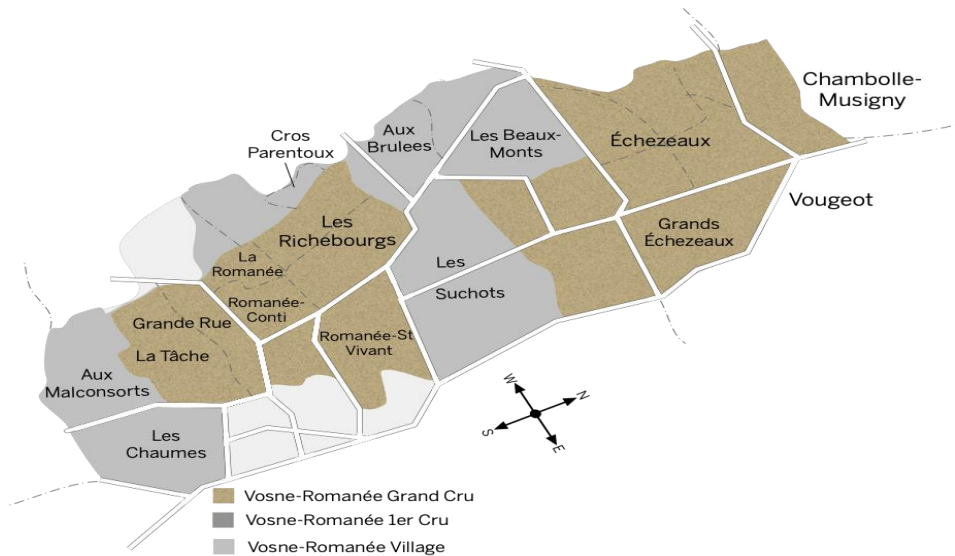 Chambolle-
Musigny
Cros
Parentoux
Aux
Brulees
Les Beaux-
Monts
Échezeaux
Vougeot
Les
Richebourgs
Grands
Échezeaux
La
Romanée
Les
Suchots
Romanée-
Conti
Grande Rue
Romanée-St
Vivant
La Tâche
Aux
Malconsorts
Les
Chaumes
W
N
S
E
Vosne-Romanée Grand Cru
Vosne-Romanée 1er Cru
Vosne-Romanée Village